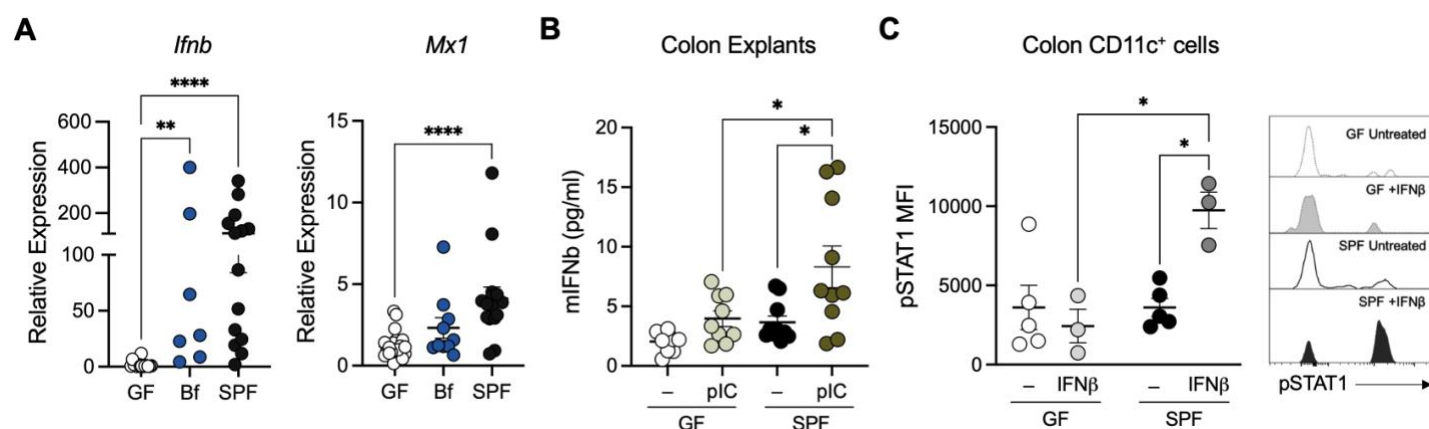 A
Ifnb
****
**
Relative Expression
600
400
200
100
50
0
GF Bf SPF
Mx1
****
Relative Expression
15
10
5
0
GF Bf SPF
B
Colon Explants
*
*
mIFNb (pg/ml)
20
15
10
5
0
– pIC – pIC
GF SPF
C
Colon CD11c⁺ cells
*
*
pSTAT1 MFI
15000
10000
5000
0
– IFNβ – IFNβ
GF SPF
GF Untreated
GF +IFNβ
SPF Untreated
SPF +IFNβ
pSTAT1